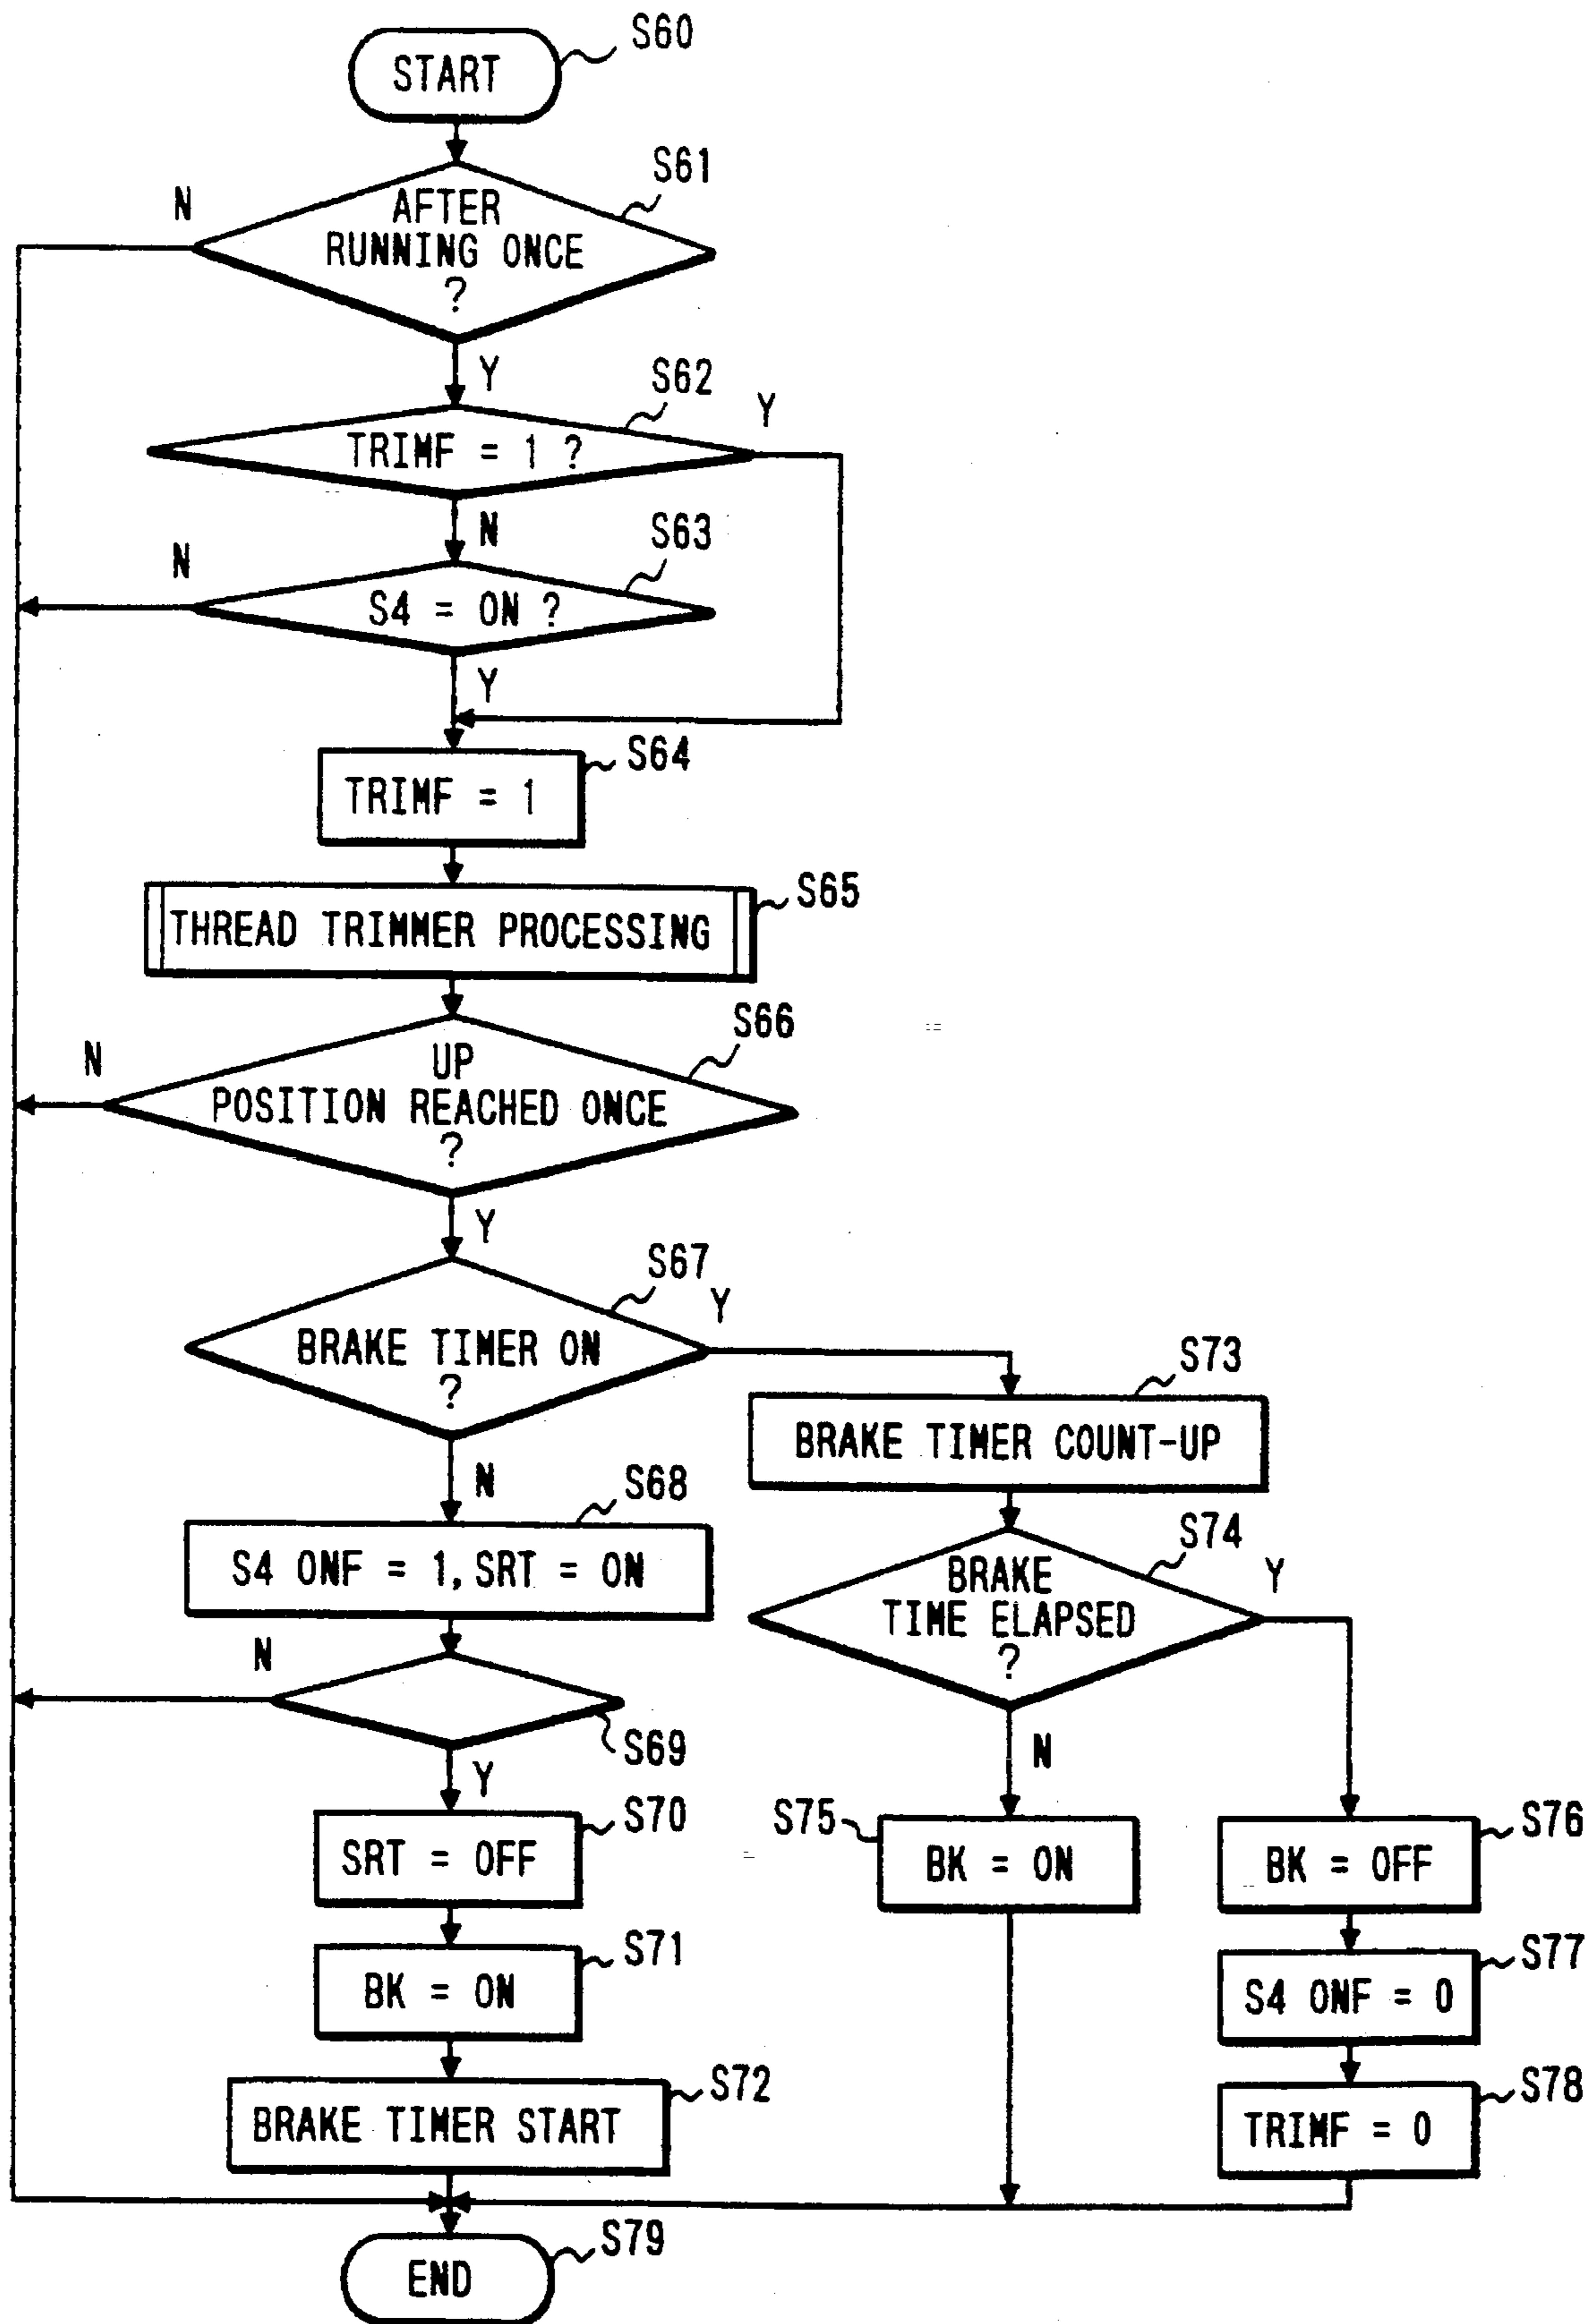 S60
START
S61
N
AFTER
RUNNING ONCE
?
Y
S62
Y
TRIMF = 1 ?
N
S63
N
S4 = ON ?
Y
S64
TRIMF = 1
S65
THREAD TRIMMER PROCESSING
S66
N
UP
POSITION REACHED ONCE
?
Y
S67
Y
BRAKE TIMER ON
?
S73
BRAKE TIMER COUNT-UP
N
S68
S4 ONF = 1, SRT = ON
S74
Y
BRAKE
TIME ELAPSED
?
N
S69
Y
N
S70
SRT = OFF
S75
BK = ON
S76
BK = OFF
S71
BK = ON
S77
S4 ONF = 0
S72
BRAKE TIMER START
S78
TRIMF = 0
S79
END